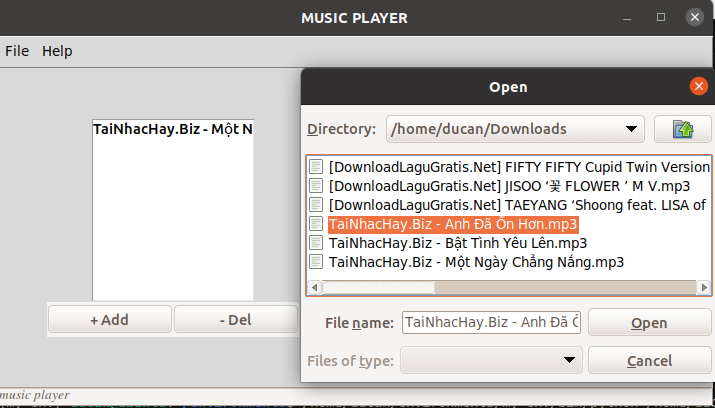 MUSIC PLAYER
File Help
Open
TaiNhacHay.Biz - Một N
Directory: /home/ducan/Downloads
[DownloadLaguGratis.Net] FIFTY FIFTY Cupid Twin Version
[DownloadLaguGratis.Net] JISOO ‘꽃 FLOWER ’ M V.mp3
[DownloadLaguGratis.Net] TAEYANG ‘Shoong feat. LISA of
TaiNhacHay.Biz - Anh Đã Ổn Hơn.mp3
TaiNhacHay.Biz - Bật Tình Yêu Lên.mp3
TaiNhacHay.Biz - Một Ngày Chẳng Nắng.mp3
+ Add - Del
File name: TaiNhacHay.Biz - Anh Đã Ổ Open
Files of type: Cancel
music player